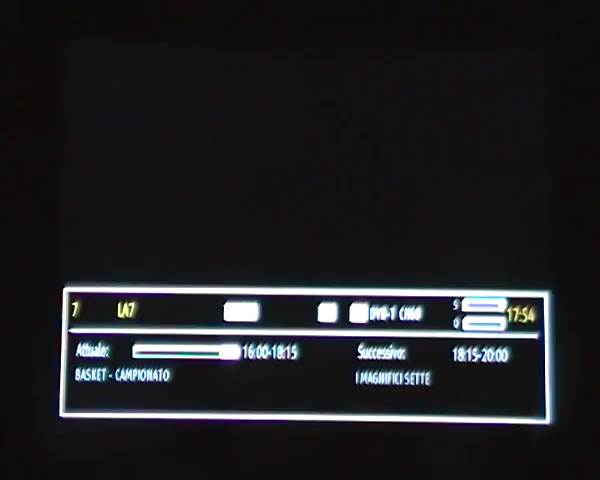 7 LA7 DVB-T CH60 S 17:54
Q
Attuale: 16:00-18:15 Successivo: 18:15-20:00
BASKET - CAMPIONATO I MAGNIFICI SETTE